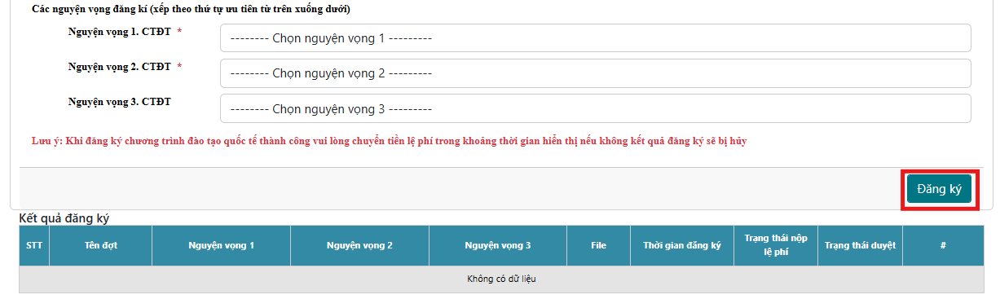 Các nguyện vọng đăng kí (xếp theo thứ tự ưu tiên từ trên xuống dưới)
Nguyện vọng 1. CTĐT *
-------- Chọn nguyện vọng 1 ---------
Nguyện vọng 2. CTĐT *
-------- Chọn nguyện vọng 2 ---------
Nguyện vọng 3. CTĐT
-------- Chọn nguyện vọng 3 ---------
Lưu ý: Khi đăng ký chương trình đào tạo quốc tế thành công vui lòng chuyển tiền lệ phí trong khoảng thời gian hiển thị nếu không kết quả đăng ký sẽ bị hủy
Đăng ký
Kết quả đăng ký
STT Tên đợt Nguyện vọng 1 Nguyện vọng 2 Nguyện vọng 3 File Thời gian đăng ký Trạng thái nộp lệ phí Trạng thái duyệt #
Không có dữ liệu